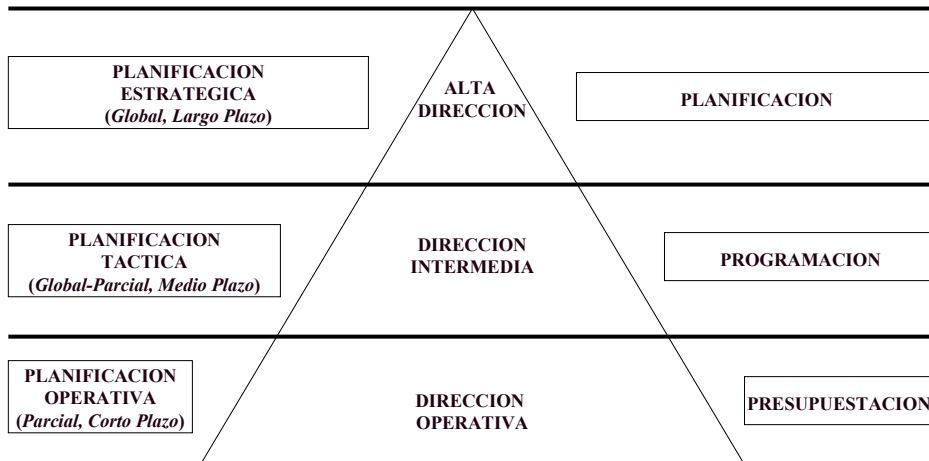 PLANIFICACION
ESTRATEGICA
(Global, Largo Plazo)
ALTA
DIRECCION
PLANIFICACION
PLANIFICACION
TACTICA
(Global-Parcial, Medio Plazo)
DIRECCION
INTERMEDIA
PROGRAMACION
PLANIFICACION
OPERATIVA
(Parcial, Corto Plazo)
DIRECCION
OPERATIVA
PRESUPUESTACION